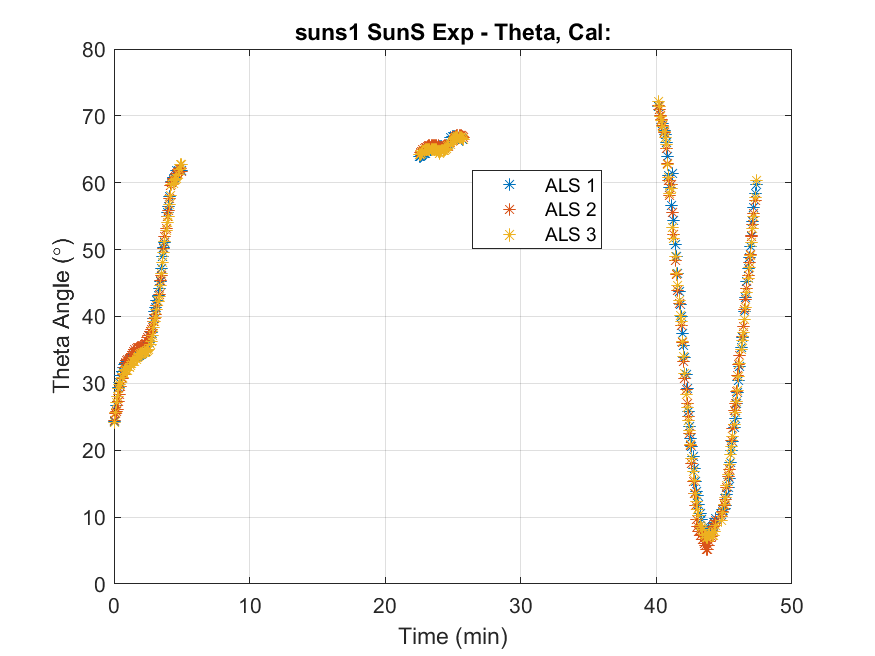 suns1 SunS Exp - Theta, Cal:
80
70
60
50
40
30
20
10
0
Theta Angle (°)
ALS 1
ALS 2
ALS 3
0 10 20 30 40 50
Time (min)